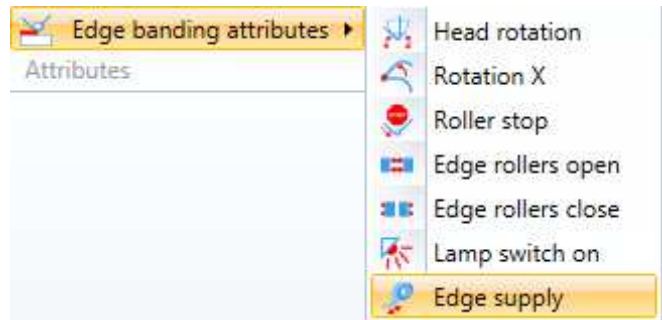 Edge banding attributes
Attributes
Head rotation
Rotation X
Roller stop
Edge rollers open
Edge rollers close
Lamp switch on
Edge supply